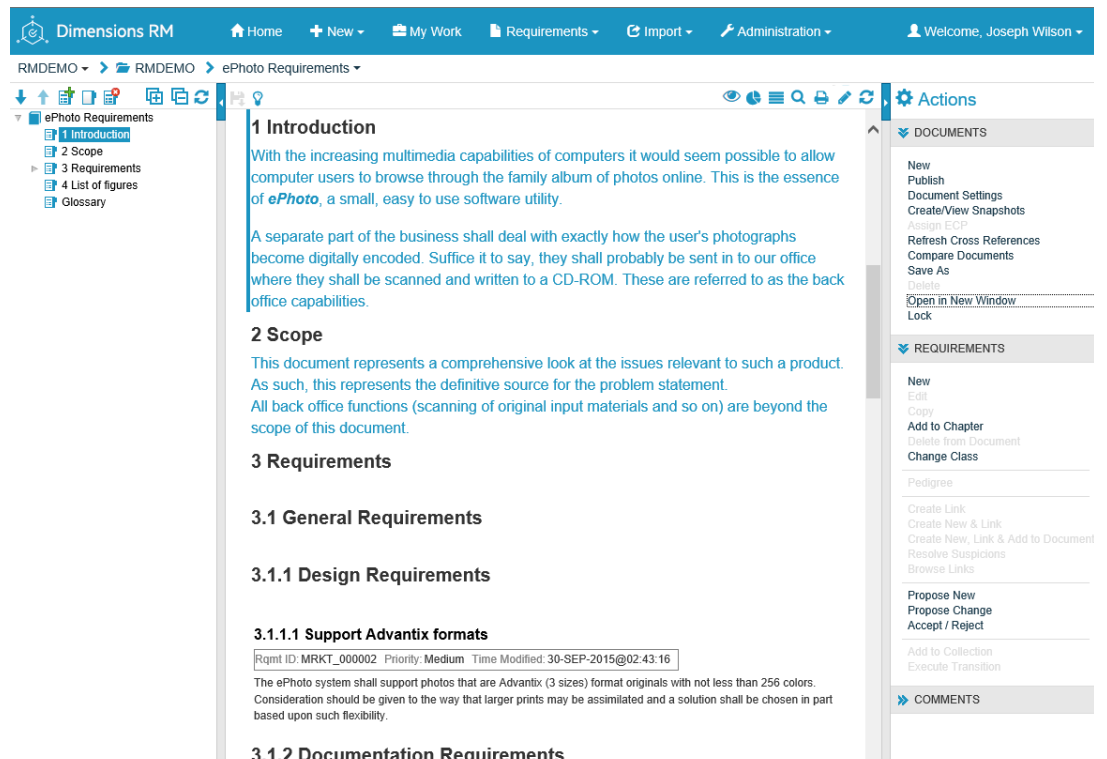 Dimensions RM
Home
New
My Work
Requirements
Import
Administration
Welcome, Joseph Wilson
RMDEMO
RMDEMO
ePhoto Requirements
ePhoto Requirements
1 Introduction
2 Scope
3 Requirements
4 List of figures
Glossary
1 Introduction
With the increasing multimedia capabilities of computers it would seem possible to allow
computer users to browse through the family album of photos online. This is the essence
of ePhoto, a small, easy to use software utility.
A separate part of the business shall deal with exactly how the user's photographs
become digitally encoded. Suffice it to say, they shall probably be sent in to our office
where they shall be scanned and written to a CD-ROM. These are referred to as the back
office capabilities.
2 Scope
This document represents a comprehensive look at the issues relevant to such a product.
As such, this represents the definitive source for the problem statement.
All back office functions (scanning of original input materials and so on) are beyond the
scope of this document.
3 Requirements
3.1 General Requirements
3.1.1 Design Requirements
3.1.1.1 Support Advantix formats
Rqmt ID: MRKT_000002 Priority: Medium Time Modified: 30-SEP-2015@02:43:16
The ePhoto system shall support photos that are Advantix (3 sizes) format originals with not less than 256 colors.
Consideration should be given to the way that larger prints may be assimilated and a solution shall be chosen in part
based upon such flexibility.
3.1.2 Documentation Requirements
Actions
DOCUMENTS
New
Publish
Document Settings
Create/View Snapshots
Assign ECP
Refresh Cross References
Compare Documents
Save As
Delete
Open in New Window
Lock
REQUIREMENTS
New
Edit
Copy
Add to Chapter
Delete from Document
Change Class
Pedigree
Create Link
Create New & Link
Create New, Link & Add to Document
Resolve Suspicions
Browse Links
Propose New
Propose Change
Accept / Reject
Add to Collection
Execute Transition
COMMENTS